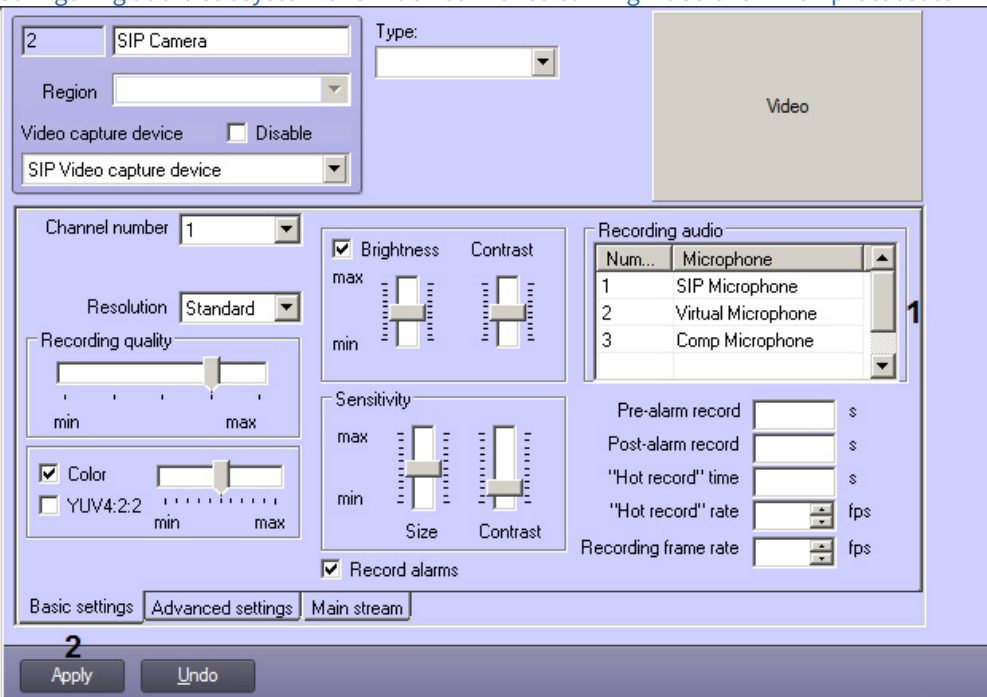 2 SIP Camera
Type:
Region
Video capture device Disable
SIP Video capture device
Video
Channel number 1
Resolution Standard
Recording quality
min max
Color
YUV4:2:2
min max
Brightness Contrast
max
min
Sensitivity
max
min
Size Contrast
Record alarms
Recording audio
Num... Microphone
1 SIP Microphone
2 Virtual Microphone
3 Comp Microphone
1
Pre-alarm record s
Post-alarm record s
"Hot record" time s
"Hot record" rate fps
Recording frame rate fps
Basic settings Advanced settings Main stream
2
Apply Undo